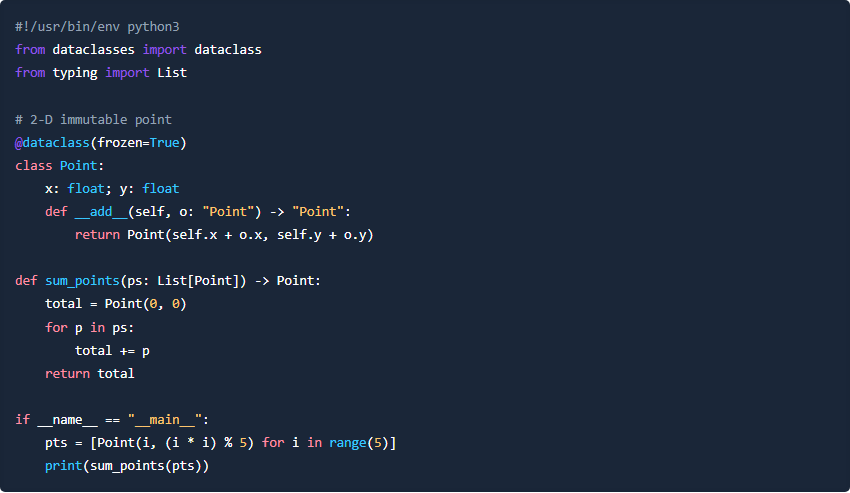 #!/usr/bin/env python3
from dataclasses import dataclass
from typing import List

# 2-D immutable point
@dataclass(frozen=True)
class Point:
    x: float; y: float
    def __add__(self, o: "Point") -> "Point":
        return Point(self.x + o.x, self.y + o.y)

def sum_points(ps: List[Point]) -> Point:
    total = Point(0, 0)
    for p in ps:
        total += p
    return total

if __name__ == "__main__":
    pts = [Point(i, (i * i) % 5) for i in range(5)]
    print(sum_points(pts))